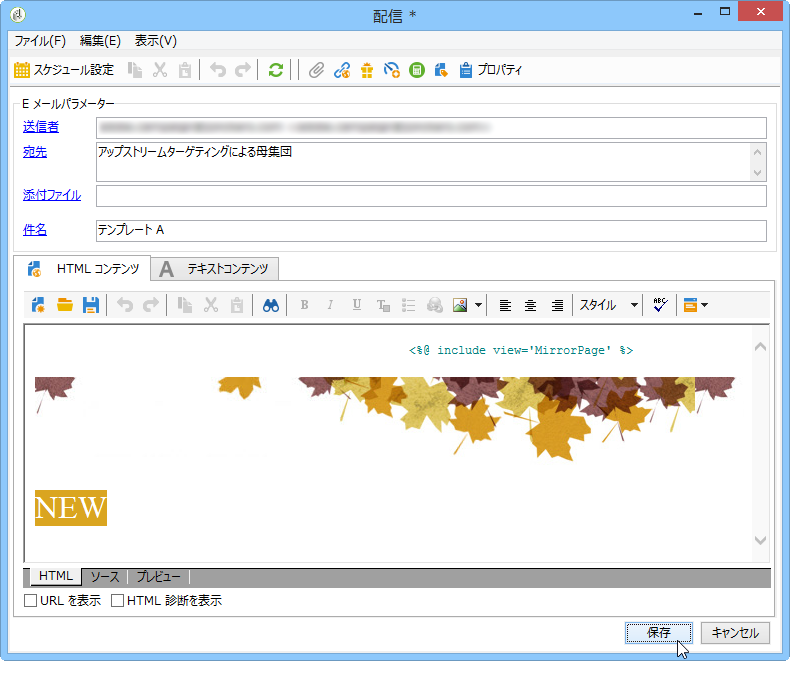 配信 *
ファイル(F) 編集(E) 表示(V)
スケジュール設定 プロパティ
E メールパラメーター
送信者
宛先 アップストリームターゲティングによる母集団
添付ファイル
件名 テンプレート A
HTML コンテンツ A テキストコンテンツ
B I U T スタイル ABC
<%@ include view='MirrorPage' %>
NEW
HTML ソース プレビュー
URL を表示 HTML 診断を表示
保存 キャンセル